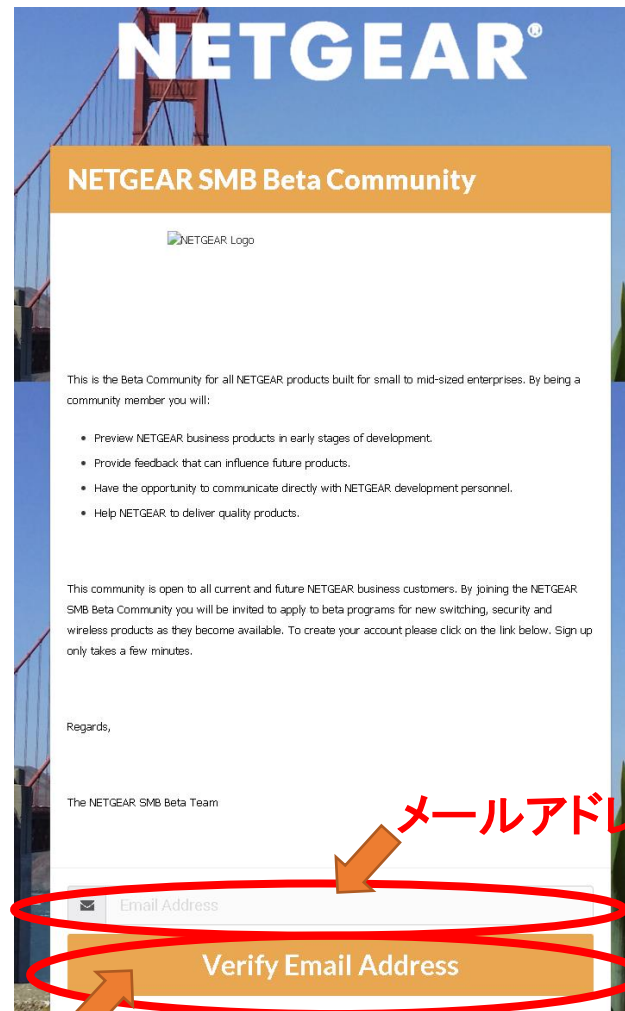 NETGEAR®
NETGEAR SMB Beta Community
NETGEAR Logo
This is the Beta Community for all NETGEAR products built for small to mid-sized enterprises. By being a
community member you will:
• Preview NETGEAR business products in early stages of development.
• Provide feedback that can influence future products.
• Have the opportunity to communicate directly with NETGEAR development personnel.
• Help NETGEAR to deliver quality products.
This community is open to all current and future NETGEAR business customers. By joining the NETGEAR
SMB Beta Community you will be invited to apply to beta programs for new switching, security and
wireless products as they become available. To create your account please click on the link below. Sign up
only takes a few minutes.
Regards,
The NETGEAR SMB Beta Team
メールアドレ
Email Address
Verify Email Address